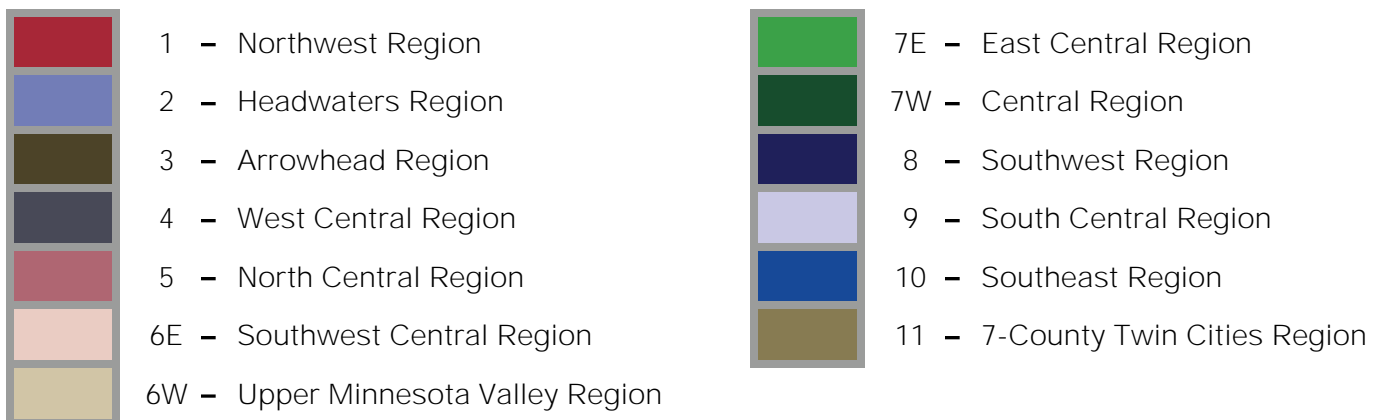 1 – Northwest Region
2 – Headwaters Region
3 – Arrowhead Region
4 – West Central Region
5 – North Central Region
6E – Southwest Central Region
6W – Upper Minnesota Valley Region
7E – East Central Region
7W – Central Region
8 – Southwest Region
9 – South Central Region
10 – Southeast Region
11 – 7-County Twin Cities Region